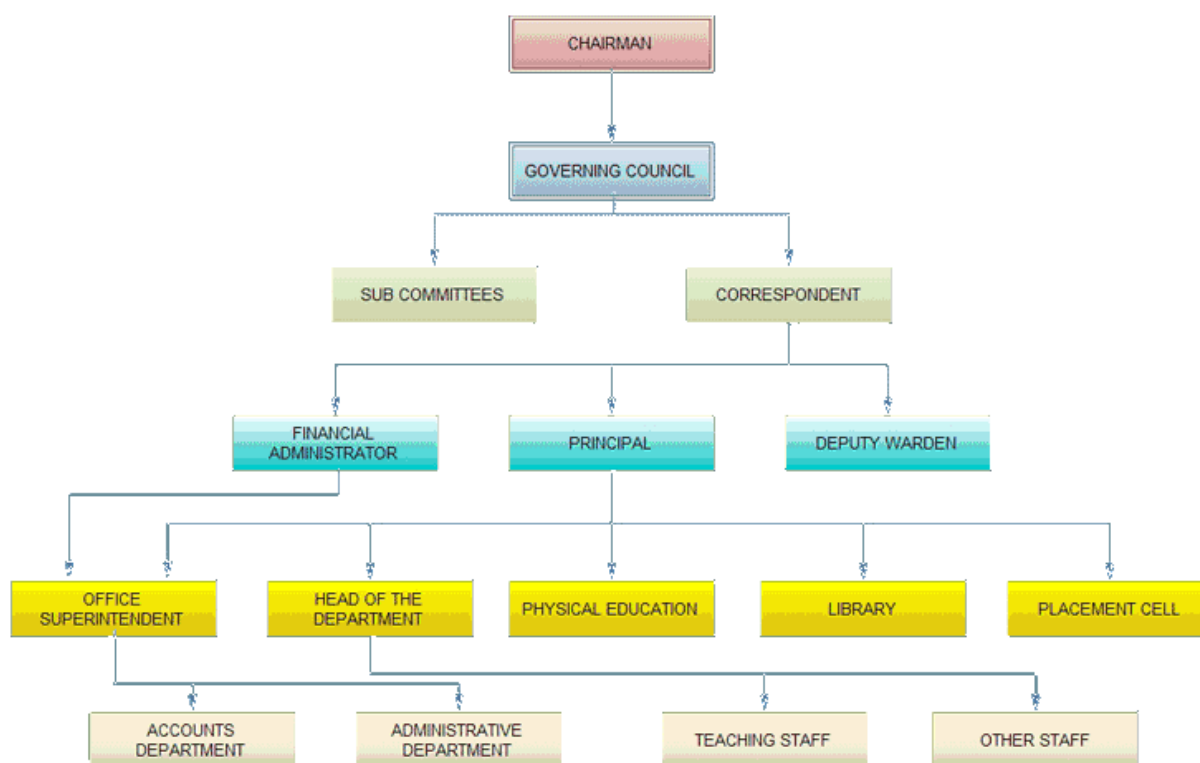 CHAIRMAN
GOVERNING COUNCIL
SUB COMMITTEES
CORRESPONDENT
FINANCIAL
ADMINISTRATOR
PRINCIPAL
DEPUTY WARDEN
OFFICE
SUPERINTENDENT
HEAD OF THE
DEPARTMENT
PHYSICAL EDUCATION
LIBRARY
PLACEMENT CELL
ACCOUNTS
DEPARTMENT
ADMINISTRATIVE
DEPARTMENT
TEACHING STAFF
OTHER STAFF